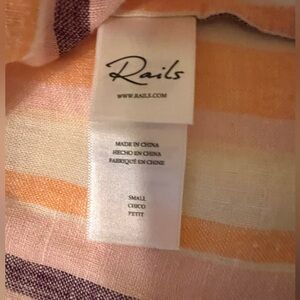 Rails
WWW.RAILS.COM
MADE IN CHINA
HECHO EN CHINA
FABRIQUÉ EN CHINE
SMALL
CHICO
PETIT